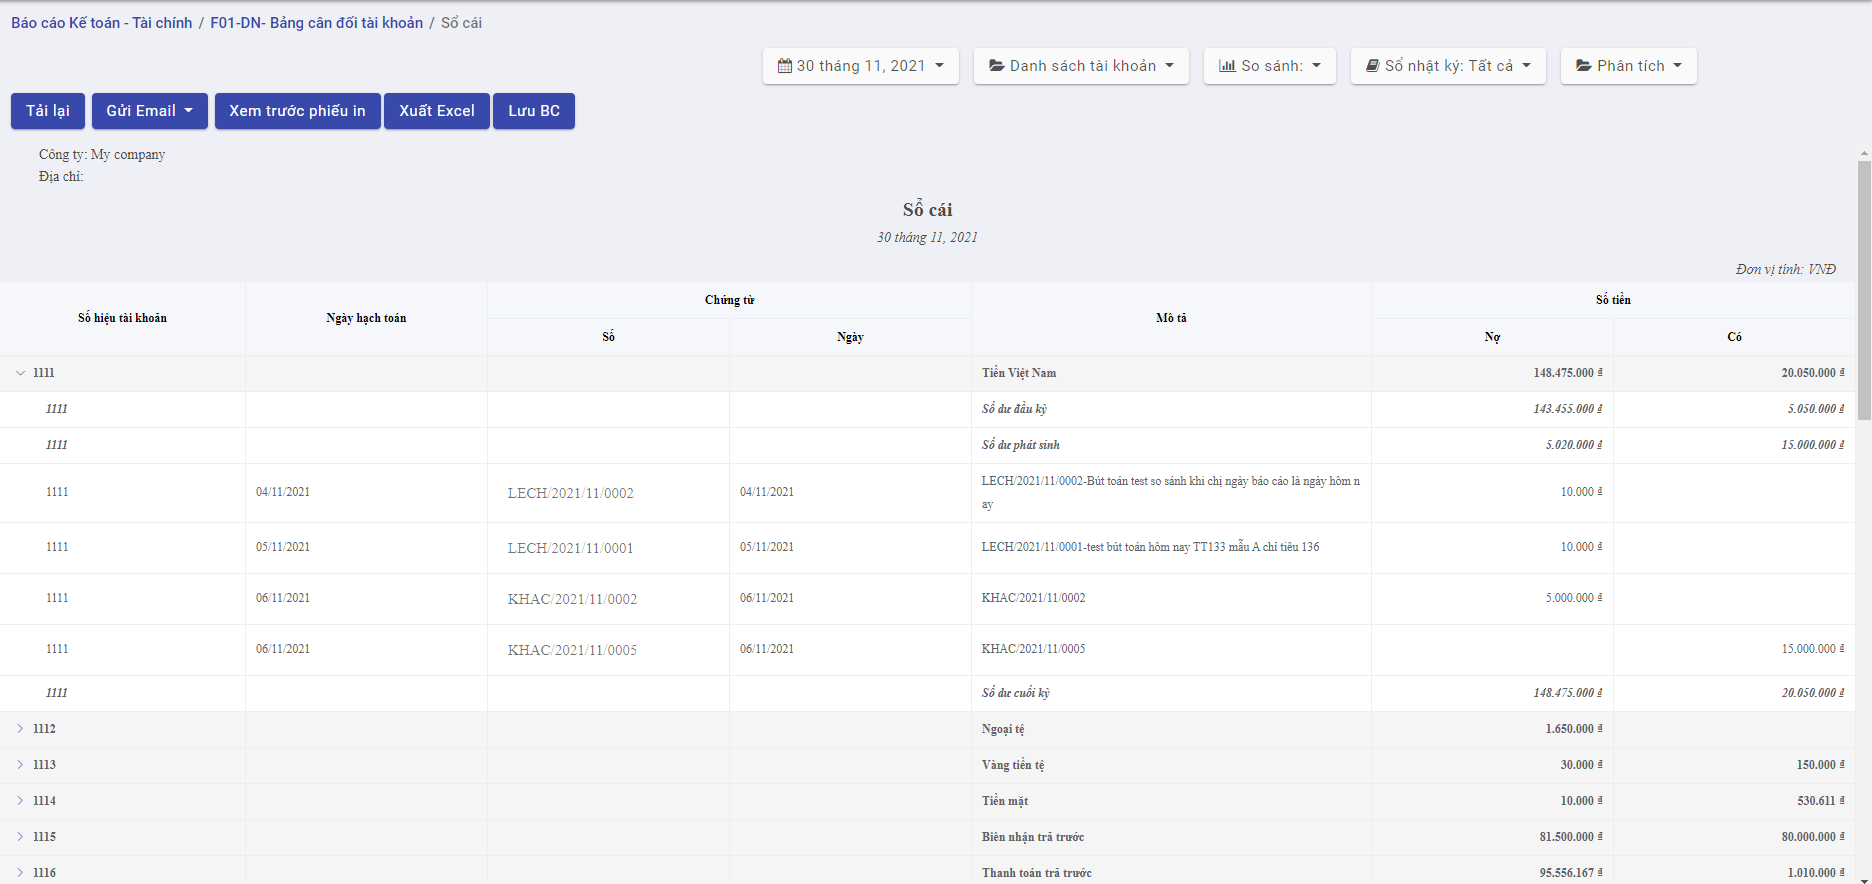 Báo cáo Kế toán - Tài chính / F01-DN- Bảng cân đối tài khoản / Sổ cái
30 tháng 11, 2021 Danh sách tài khoản So sánh: Sổ nhật ký: Tất cả Phân tích
Tải lại Gửi Email Xem trước phiếu in Xuất Excel Lưu BC
Công ty: My company
Địa chỉ:
Sổ cái
30 tháng 11, 2021
Đơn vị tính: VNĐ
Số hiệu tài khoản Ngày hạch toán Chứng từ Mô tả Số tiền
Số Ngày Nợ Có
1111 Tiền Việt Nam 148.475.000 ₫ 20.050.000 ₫
1111 Số dư đầu kỳ 143.455.000 ₫ 5.050.000 ₫
1111 Số dư phát sinh 5.020.000 ₫ 15.000.000 ₫
1111 04/11/2021 LECH/2021/11/0002 04/11/2021 LECH/2021/11/0002-Bút toán test so sánh khi chị ngày báo cáo là ngày hôm n
ay 10.000 ₫
1111 05/11/2021 LECH/2021/11/0001 05/11/2021 LECH/2021/11/0001-test bút toán hôm nay TT133 mẫu A chỉ tiêu 136 10.000 ₫
1111 06/11/2021 KHAC/2021/11/0002 06/11/2021 KHAC/2021/11/0002 5.000.000 ₫
1111 06/11/2021 KHAC/2021/11/0005 06/11/2021 KHAC/2021/11/0005 15.000.000 ₫
1111 Số dư cuối kỳ 148.475.000 ₫ 20.050.000 ₫
1112 Ngoại tệ 1.650.000 ₫
1113 Vàng tiền tệ 30.000 ₫ 150.000 ₫
1114 Tiền mặt 10.000 ₫ 530.611 ₫
1115 Biên nhận trả trước 81.500.000 ₫ 80.000.000 ₫
1116 Thanh toán trả trước 95.556.167 ₫ 1.010.000 ₫